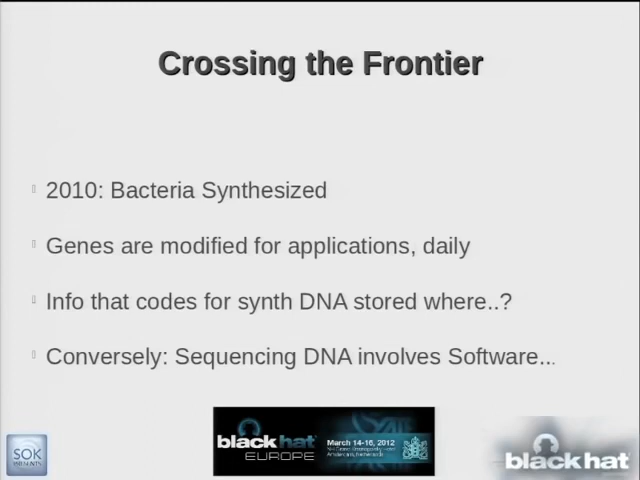 Crossing the Frontier
2010: Bacteria Synthesized
Genes are modified for applications, daily
Info that codes for synth DNA stored where..?
Conversely: Sequencing DNA involves Software...
black hat
EUROPE
March 14-16, 2012
SOK
PRESENTS
black hat